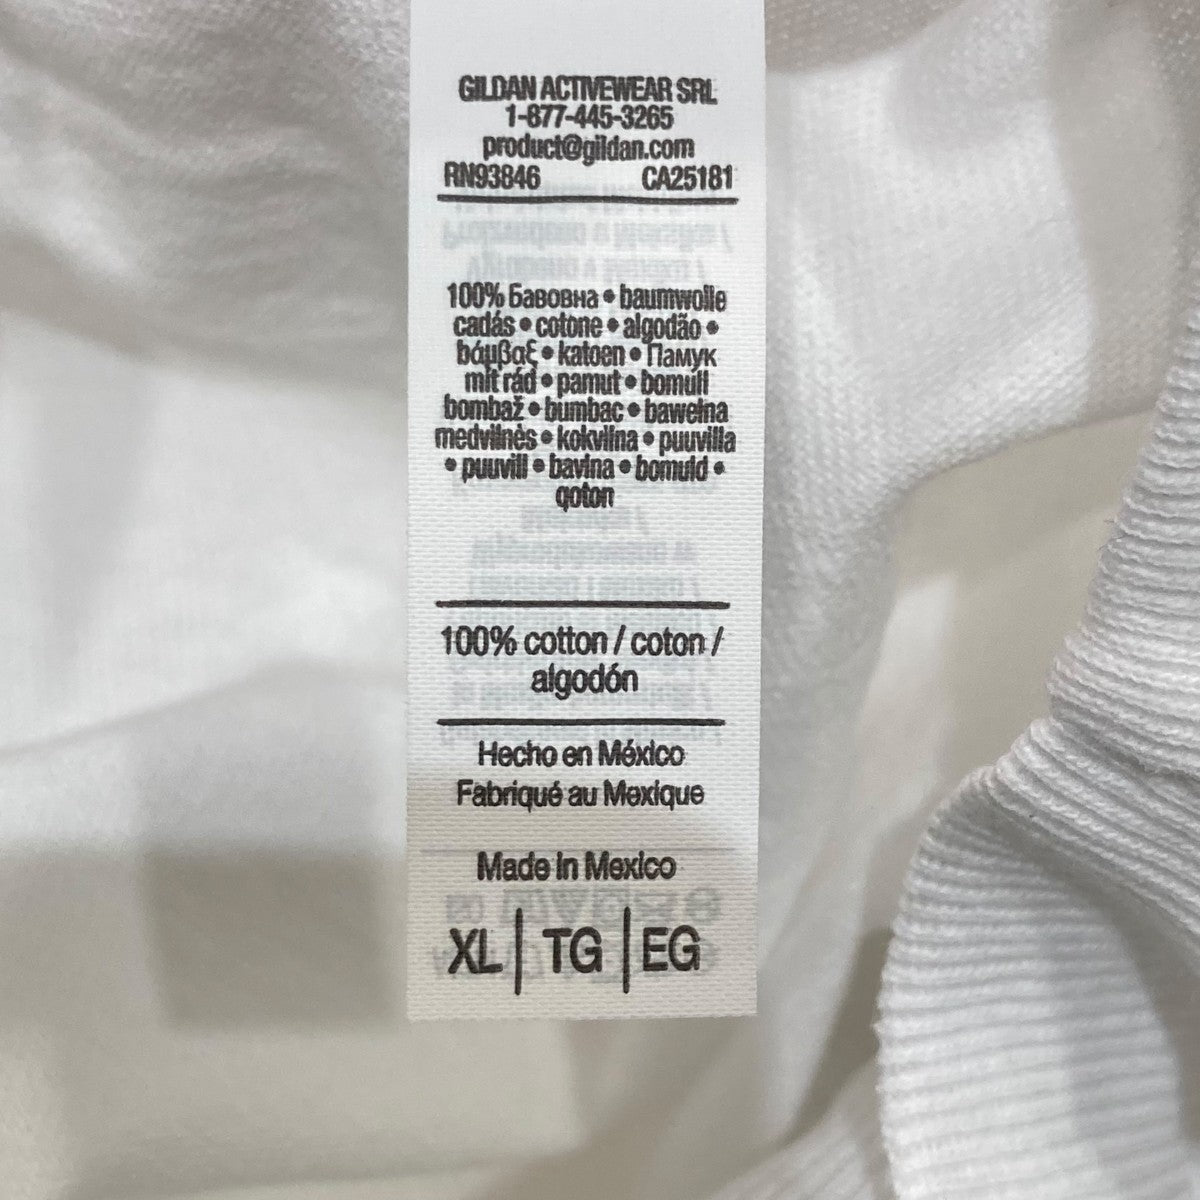 GILDAN ACTIVEWEAR SRL
1-877-445-3265
product@gildan.com
RN93846 CA25181
100% Бавовна • baumwolle
cadás • cotone • algodão •
βάμβαξ • katoen • Памук
mit rád • pamut • bomull
bombaž • bumbac • bawełna
medvilnès • kokvilna • puuvilla
• puuvill • bavlna • bomuld •
qoton
100% cotton / coton /
algodón
Hecho en México
Fabriqué au Mexique
Made in Mexico
XL | TG | EG